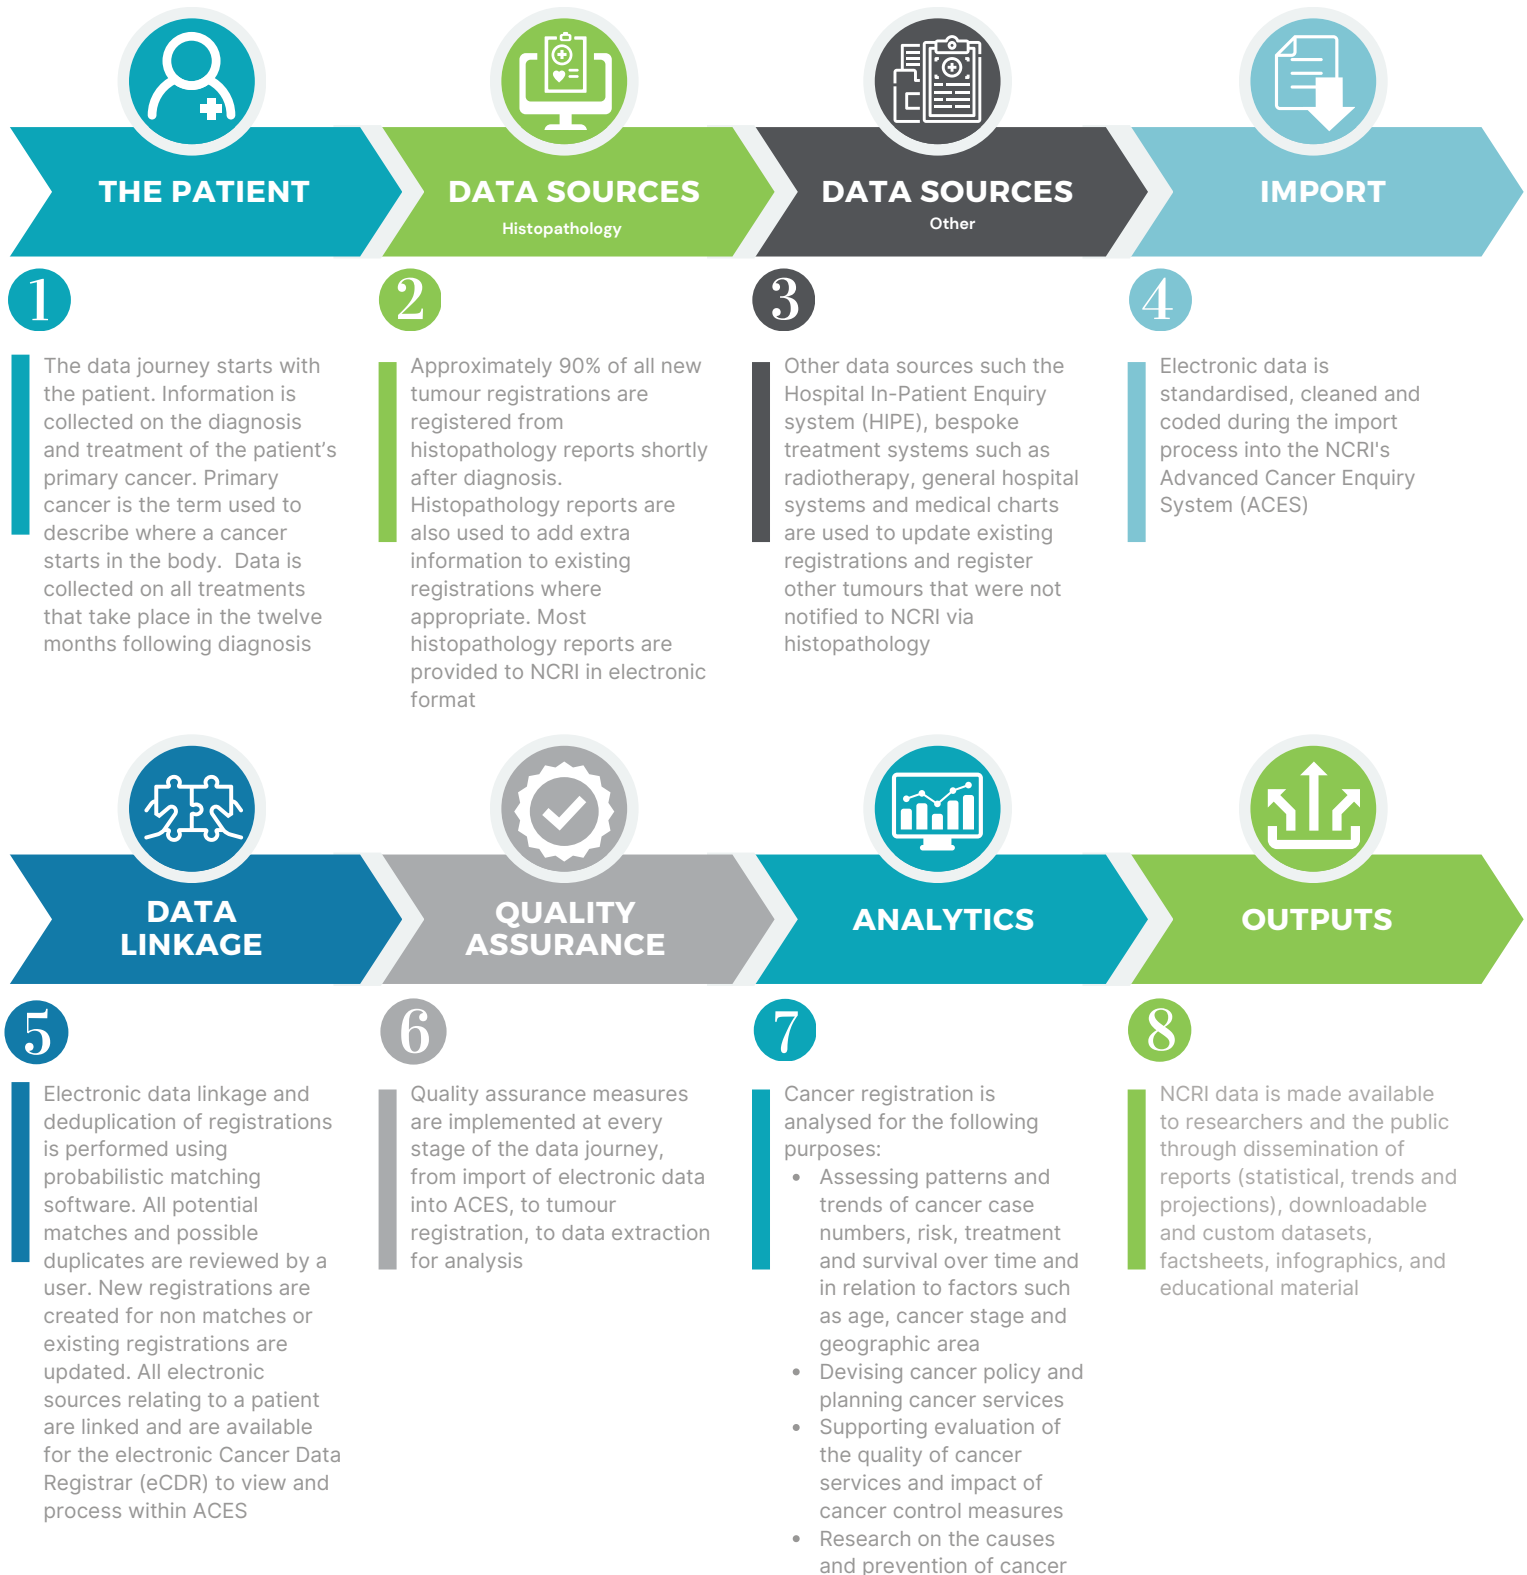 THE PATIENT
1
The data journey starts with
the patient. Information is
collected on the diagnosis
and treatment of the patient's
primary cancer. Primary
cancer is the term used to
describe where a cancer
starts in the body.  Data is
collected on all treatments
that take place in the twelve
months following diagnosis
DATA SOURCES
Histopathology
2
Approximately 90% of all new
tumour registrations are
registered from
histopathology reports shortly
after diagnosis.
Histopathology reports are
also used to add extra
information to existing
registrations where
appropriate. Most
histopathology reports are
provided to NCRI in electronic
format
DATA SOURCES
Other
3
Other data sources such the
Hospital In-Patient Enquiry
system (HIPE), bespoke
treatment systems such as
radiotherapy, general hospital
systems and medical charts
are used to update existing
registrations and register
other tumours that were not
notified to NCRI via
histopathology
IMPORT
4
Electronic data is
standardised, cleaned and
coded during the import
process into the NCRI's
Advanced Cancer Enquiry
System (ACES)
DATA
LINKAGE
5
Electronic data linkage and
deduplication of registrations
is performed using
probabilistic matching
software. All potential
matches and possible
duplicates are reviewed by a
user. New registrations are
created for non matches or
existing registrations are
updated. All electronic
sources relating to a patient
are linked and are available
for the electronic Cancer Data
Registrar (eCDR) to view and
process within ACES
QUALITY
ASSURANCE
6
Quality assurance measures
are implemented at every
stage of the data journey,
from import of electronic data
into ACES, to tumour
registration, to data extraction
for analysis
ANALYTICS
7
Cancer registration is
analysed for the following
purposes:
• Assessing patterns and
trends of cancer case
numbers, risk, treatment
and survival over time and
in relation to factors such
as age, cancer stage and
geographic area
• Devising cancer policy and
planning cancer services
• Supporting evaluation of
the quality of cancer
services and impact of
cancer control measures
• Research on the causes
and prevention of cancer
OUTPUTS
8
NCRI data is made available
to researchers and the public
through dissemination of
reports (statistical, trends and
projections), downloadable
and custom datasets,
factsheets, infographics, and
educational material